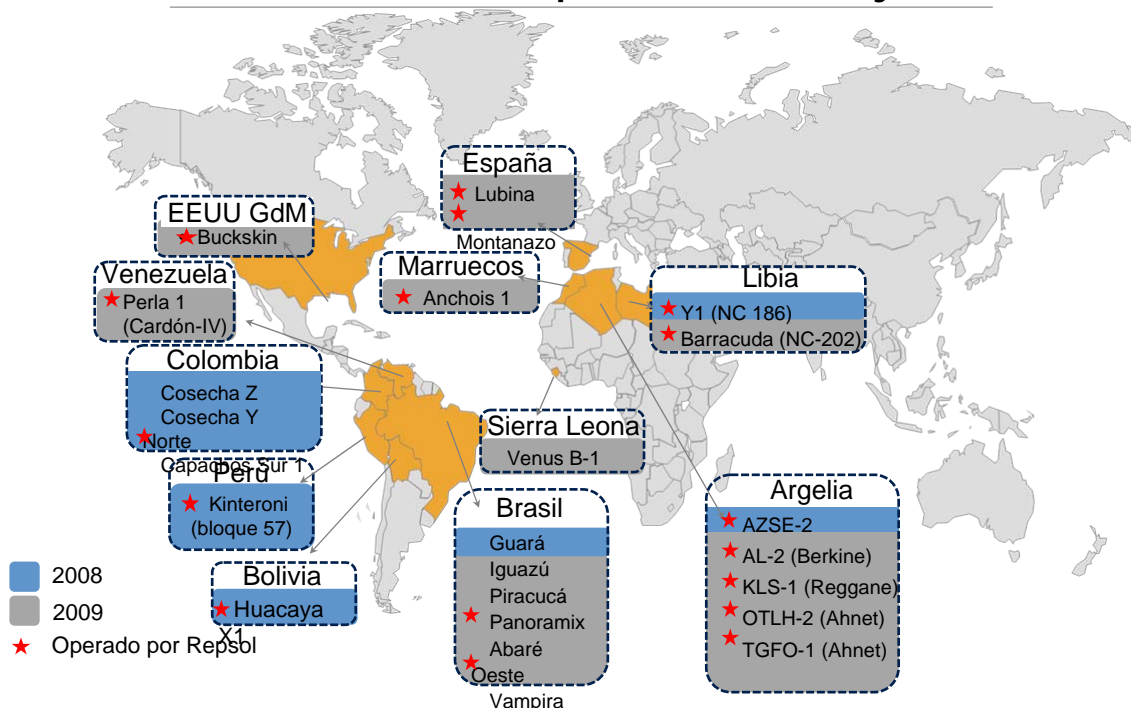 España
Lubina
Montanazo
EEUU GdM
Buckskin
Venezuela
Perla 1
(Cardón-IV)
Marruecos
Anchois 1
Libia
Y1 (NC 186)
Barracuda (NC-202)
Colombia
Cosecha Z
Cosecha Y
Norte
Capachos Sur 1
Sierra Leona
Venus B-1
Perú
Kinteroni
(bloque 57)
Brasil
Guará
Iguazú
Piracucá
Panoramix
Abaré
Oeste
Vampira
Argelia
AZSE-2
AL-2 (Berkine)
KLS-1 (Reggane)
OTLH-2 (Ahnet)
TGFO-1 (Ahnet)
Bolivia
Huacaya
X1
2008
2009
Operado por Repsol